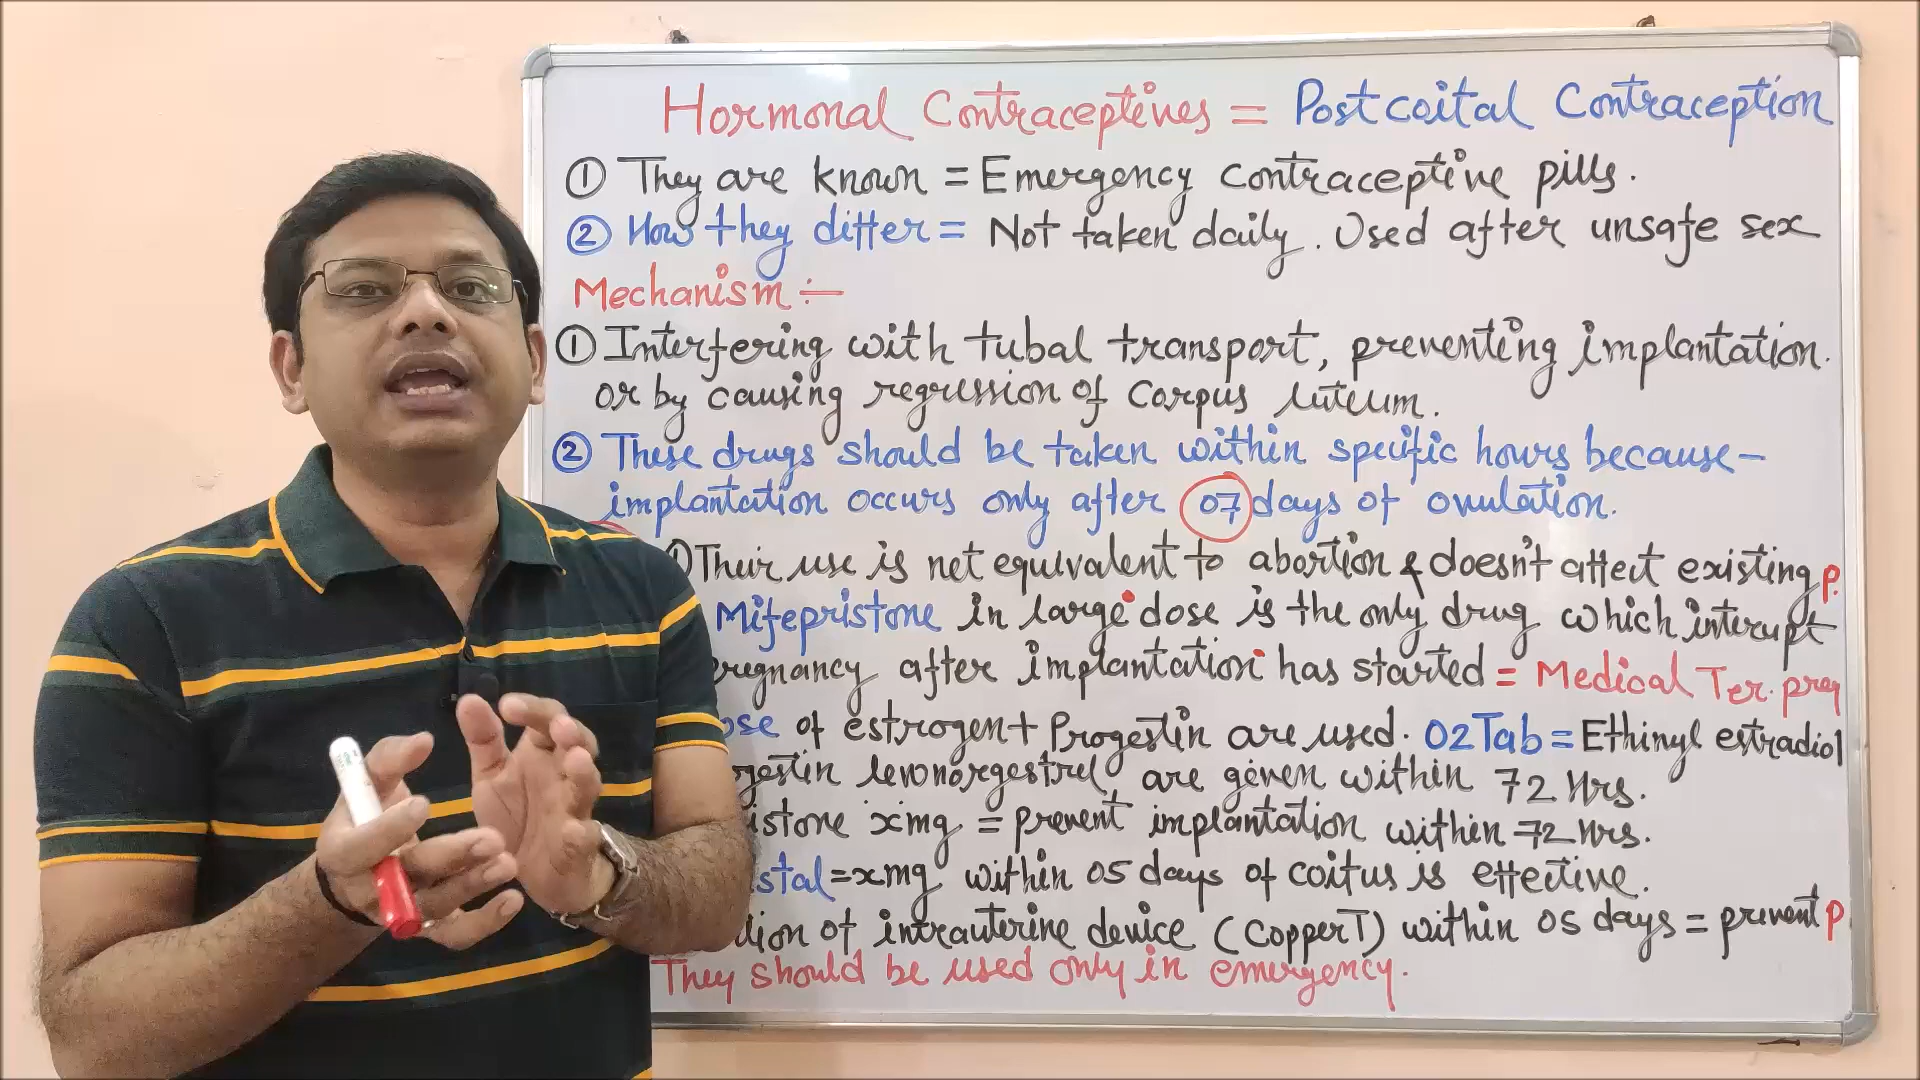 Hormonal Contraceptives = Postcoital Contraception
① They are known = Emergency contraceptive pills.
② How they differ = Not taken daily. Used after unsafe sex
Mechanism :-
① Interfering with tubal transport, preventing implantation.
or by causing regression of Corpus luteum.
② These drugs should be taken within specific hours because-
implantation occurs only after 07 days of ovulation.
Their use is not equivalent to abortion & doesn't affect existing p.
Mifepristone in large dose is the only drug which interupt
pregnancy after implantation has started = Medical Ter. preg
of estrogen + Progestin are used. 02 Tab = Ethinyl estradiol
levonorgestrel are given within 72 Hrs.
xmg = prevent implantation within 72 Hrs.
= xmg within 05 days of coitus is effective.
of intrauterine device (Copper T) within 05 days = prevent p
They should be used only in emergency.